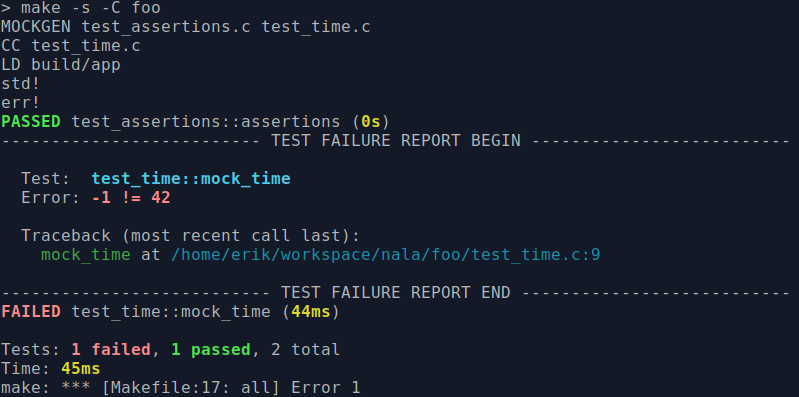 > make -s -C foo
MOCKGEN test_assertions.c test_time.c
CC test_time.c
LD build/app
std!
err!
PASSED test_assertions::assertions (0s)
-------------------------- TEST FAILURE REPORT BEGIN --------------------------
Test:  test_time::mock_time
Error: -1 != 42
Traceback (most recent call last):
mock_time at /home/erik/workspace/nala/foo/test_time.c:9
--------------------------- TEST FAILURE REPORT END ---------------------------
FAILED test_time::mock_time (44ms)
Tests: 1 failed, 1 passed, 2 total
Time: 45ms
make: *** [Makefile:17: all] Error 1